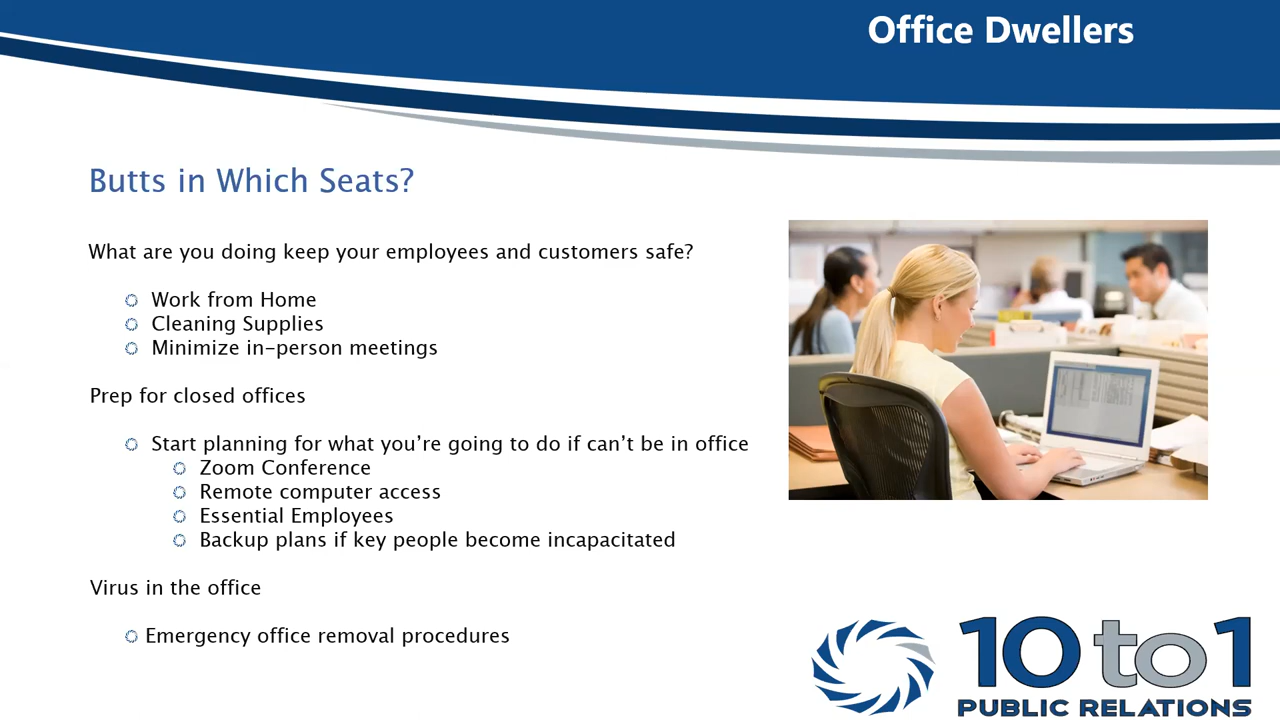 Office Dwellers
Butts in Which Seats?
What are you doing keep your employees and customers safe?
Work from Home
Cleaning Supplies
Minimize in-person meetings
Prep for closed offices
Start planning for what you’re going to do if can’t be in office
Zoom Conference
Remote computer access
Essential Employees
Backup plans if key people become incapacitated
Virus in the office
Emergency office removal procedures
10 to 1
PUBLIC RELATIONS